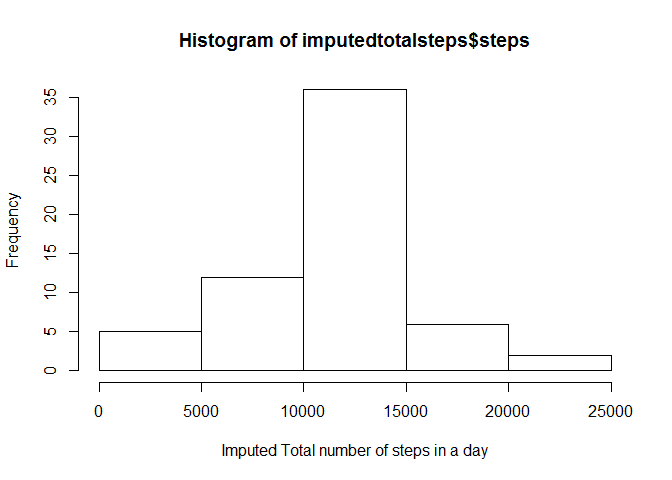 Histogram of imputedtotalsteps$steps
Frequency
35
30
25
20
15
10
5
0
0 5000 10000 15000 20000 25000
Imputed Total number of steps in a day